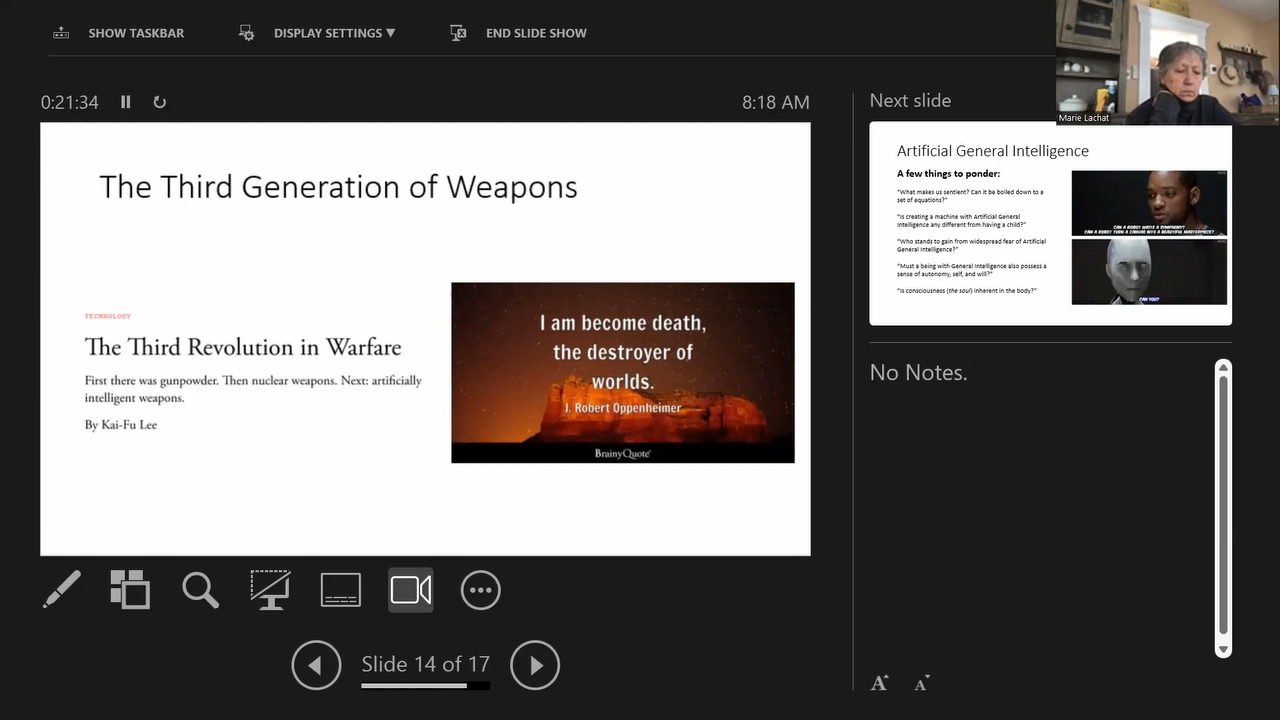 SHOW TASKBAR
DISPLAY SETTINGS ▼
END SLIDE SHOW
Marie Lachat
0:21:34
8:18 AM
The Third Generation of Weapons
TECHNOLOGY
The Third Revolution in Warfare
First there was gunpowder. Then nuclear weapons. Next: artificially
intelligent weapons.
By Kai-Fu Lee
I am become death,
the destroyer of
worlds.
J. Robert Oppenheimer
BrainyQuote®
Slide 14 of 17
Next slide
Artificial General Intelligence
A few things to ponder:
"What makes us sentient? Can it be boiled down to a
set of equations?"
"Is creating a machine with Artificial General
Intelligence any different from having a child?"
"Who stands to gain from widespread fear of Artificial
General Intelligence?"
"Must a being with General Intelligence also possess a
sense of autonomy, self, and will?"
"Is consciousness (the soul) inherent in the body?"
CAN A ROBOT WRITE A SYMPHONY?
CAN A ROBOT TURN A CANVAS INTO A BEAUTIFUL MASTERPIECE?
CAN YOU?
No Notes.
A
A